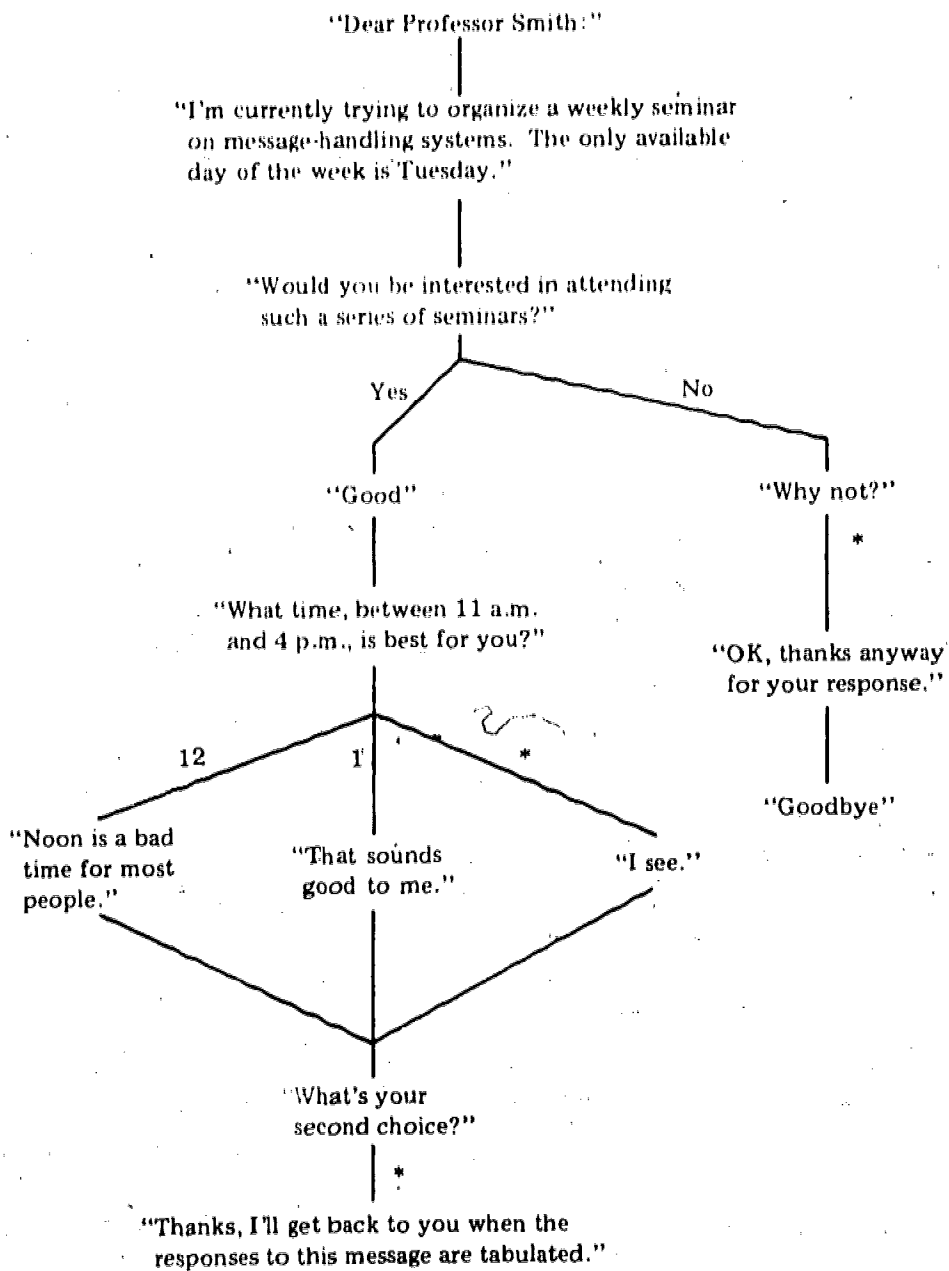 “Dear Professor Smith:”
“I'm currently trying to organize a weekly seminar
on message-handling systems. The only available
day of the week is Tuesday.”
“Would you be interested in attending
such a series of seminars?”
Yes
No
“Good”
“Why not?”
*
“What time, between 11 a.m.
and 4 p.m., is best for you?”
“OK, thanks anyway
for your response.”
12
1
*
“Goodbye”
“Noon is a bad
time for most
people.”
“That sounds
good to me.”
“I see.”
“What's your
second choice?”
*
“Thanks, I'll get back to you when the
responses to this message are tabulated.”